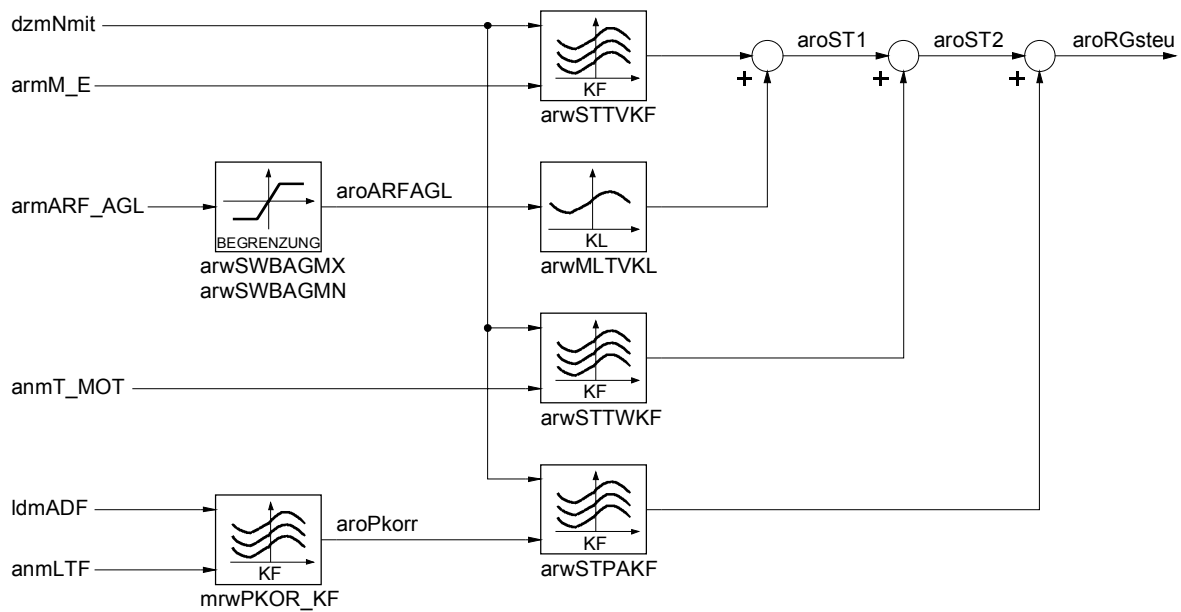 dzmNmit
armM_E
KF
arwSTTVKF
+
aroST1
+
aroST2
+
aroRGsteu
armARF_AGL
BEGRENZUNG
arwSWBAGMX
arwSWBAGMN
aroARFAGL
KL
arwMLTVKL
anmT_MOT
KF
arwSTTWKF
ldmADF
anmLTF
KF
mrwPKOR_KF
aroPkorr
KF
arwSTPAKF